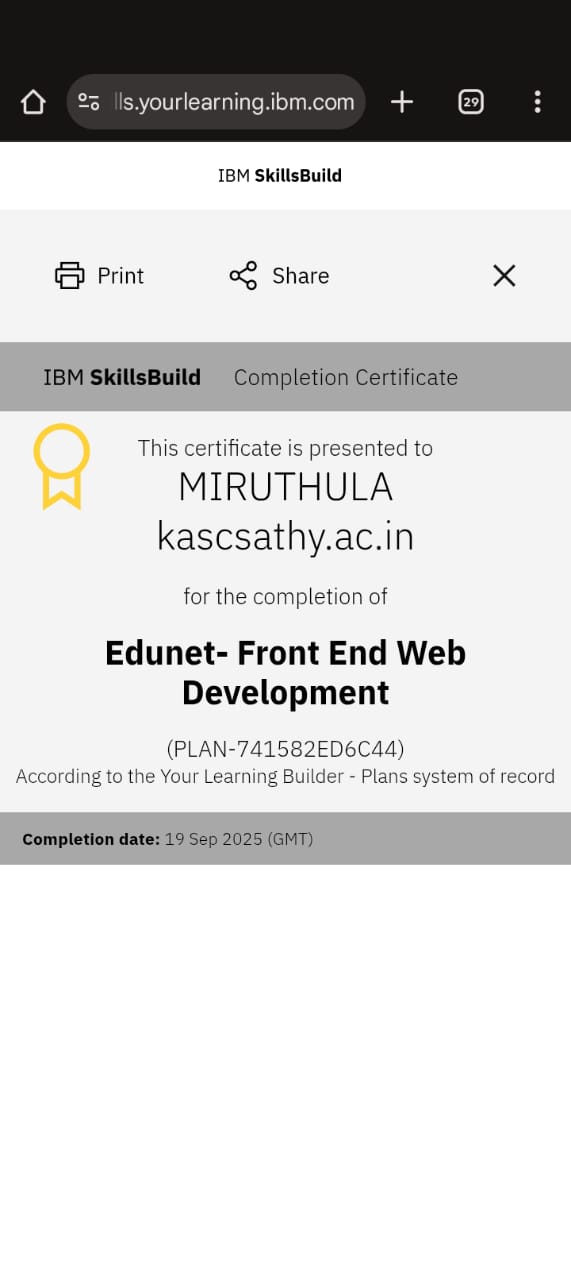 lls.yourlearning.ibm.com
29
IBM SkillsBuild
Print
Share
IBM SkillsBuild Completion Certificate
This certificate is presented to
MIRUTHULA
kascsathy.ac.in
for the completion of
Edunet- Front End Web
Development
(PLAN-741582ED6C44)
According to the Your Learning Builder - Plans system of record
Completion date: 19 Sep 2025 (GMT)